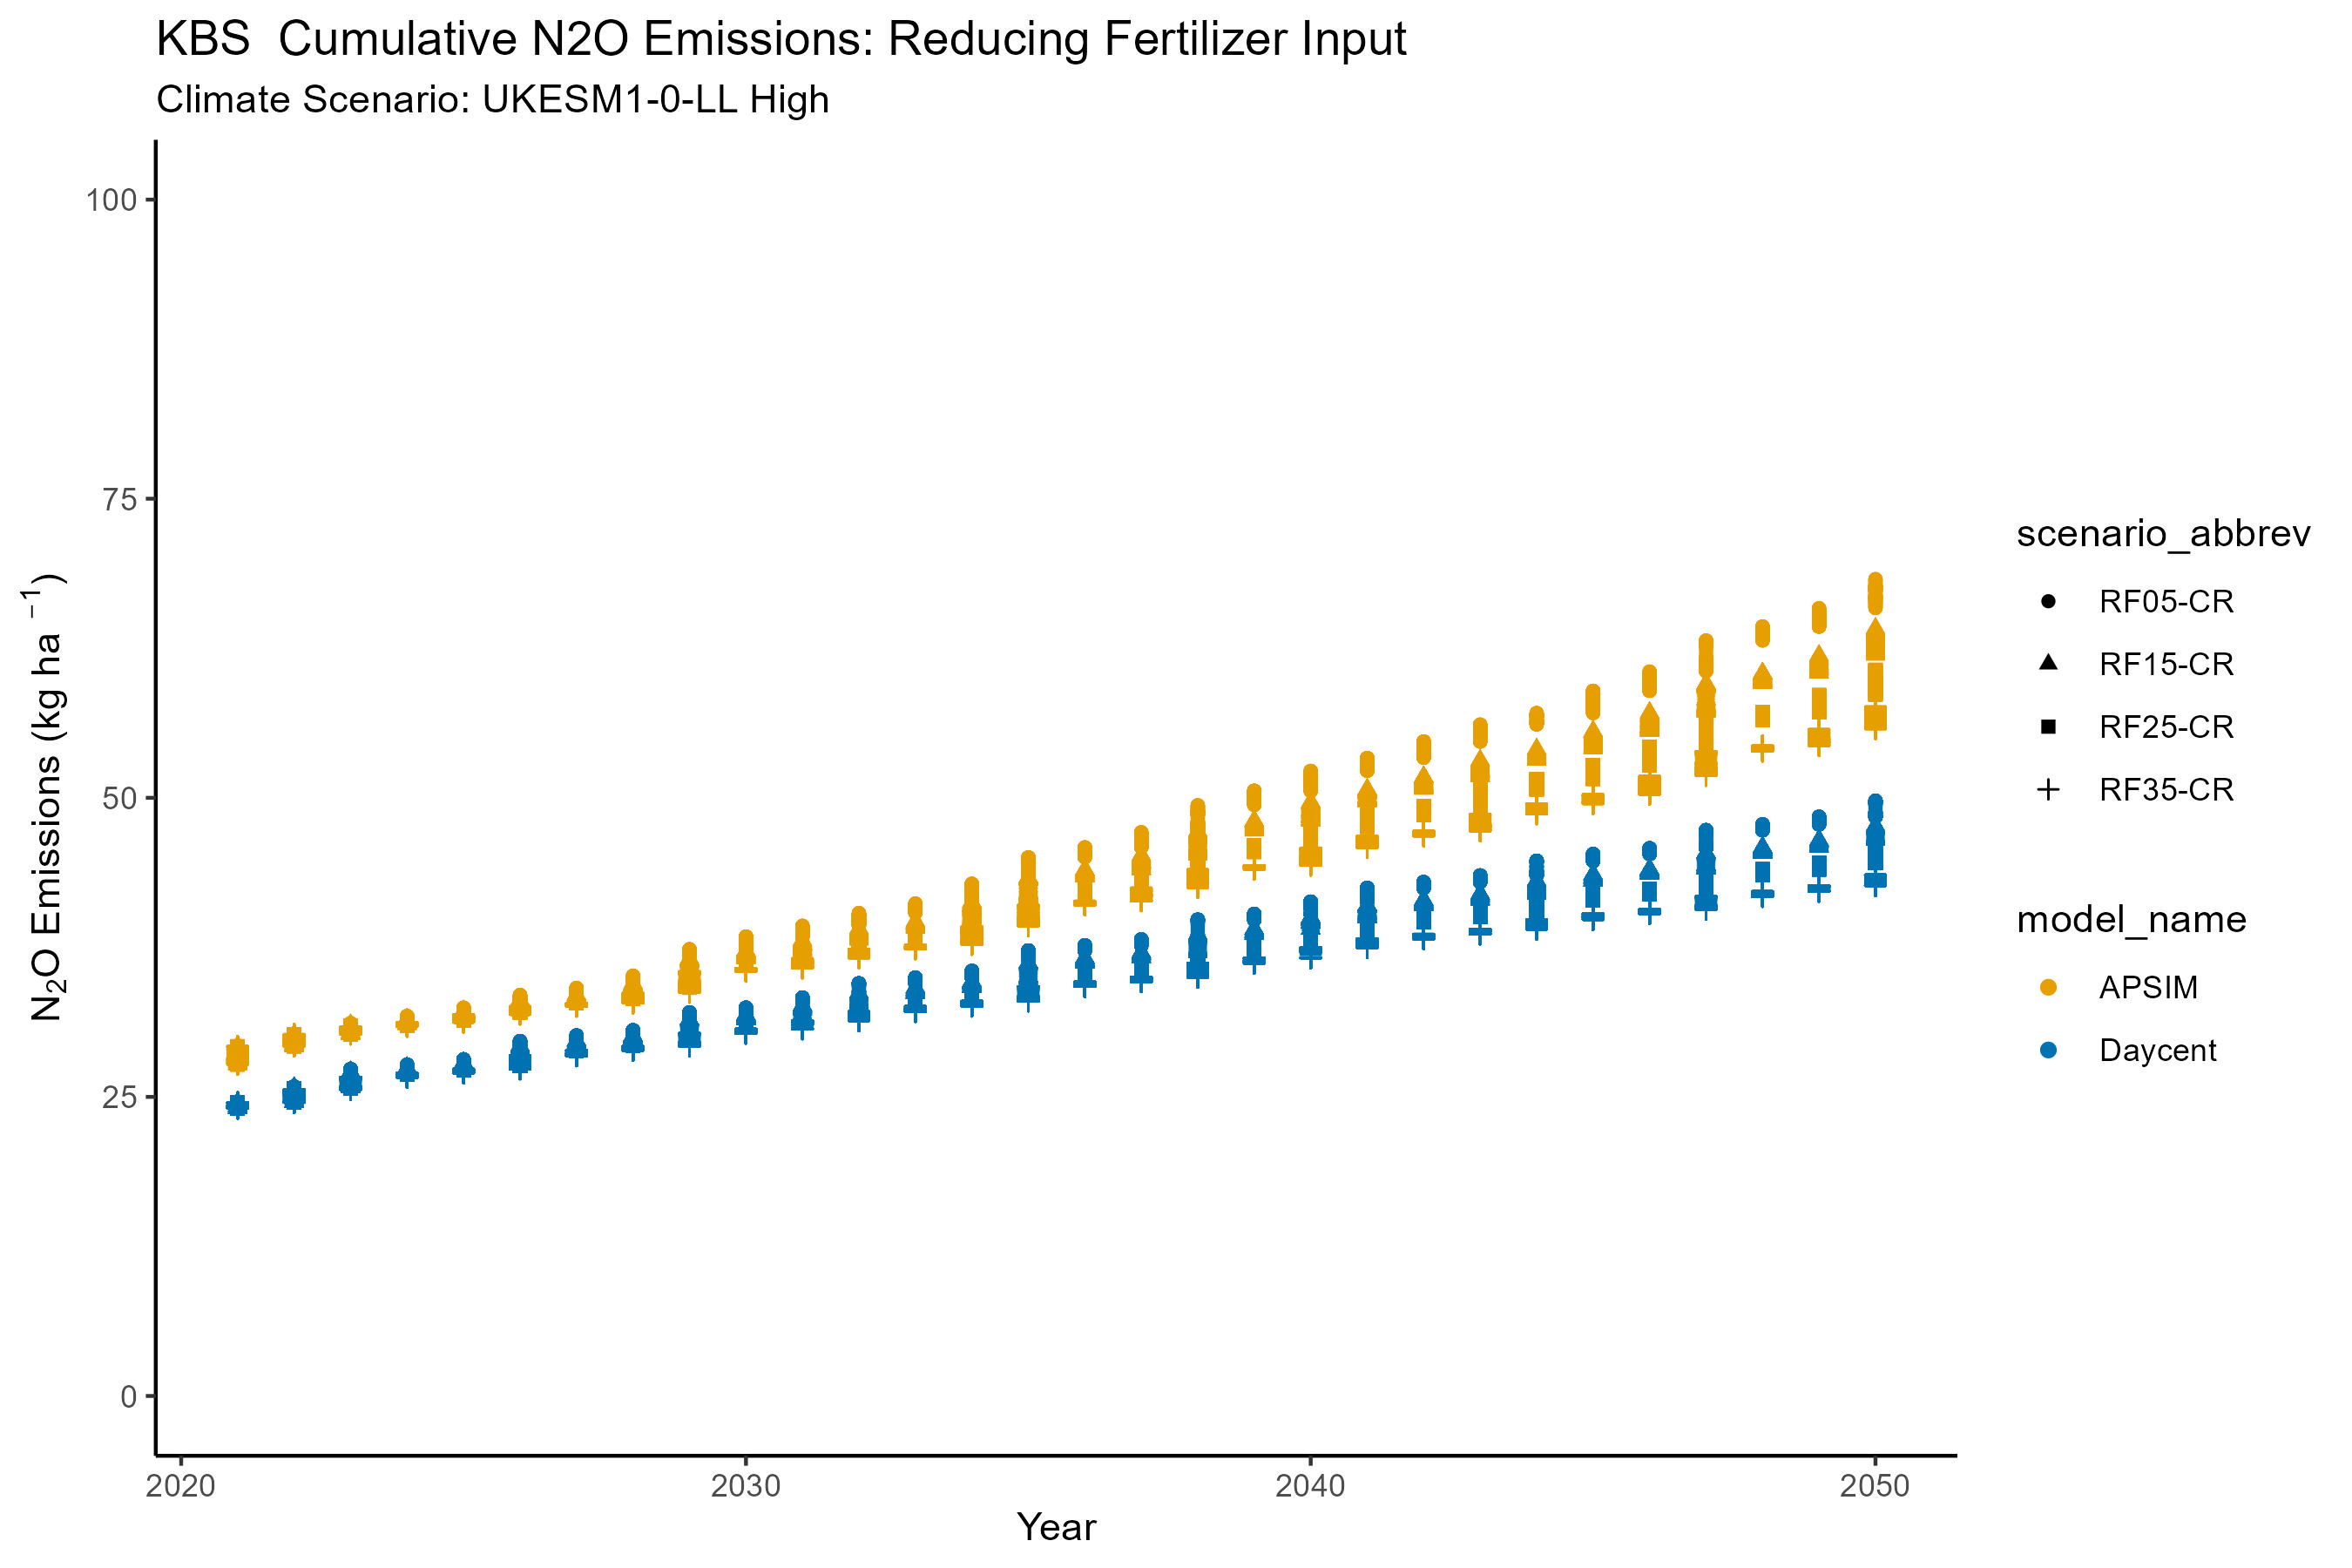 KBS  Cumulative N2O Emissions: Reducing Fertilizer Input
Climate Scenario: UKESM1-0-LL High
N₂O Emissions (kg ha ⁻¹)
100
75
50
25
0
2020
2030
2040
2050
Year
scenario_abbrev
RF05-CR
RF15-CR
RF25-CR
RF35-CR
model_name
APSIM
Daycent